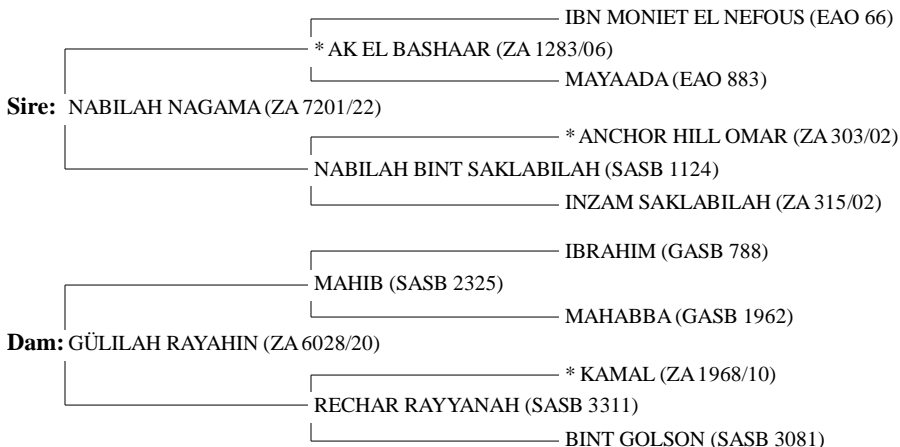 IBN MONIET EL NEFOUS (EAO 66)
* AK EL BASHAAR (ZA 1283/06)
MAYAADA (EAO 883)
Sire: NABILAH NAGAMA (ZA 7201/22)
* ANCHOR HILL OMAR (ZA 303/02)
NABILAH BINT SAKLABILAH (SASB 1124)
INZAM SAKLABILAH (ZA 315/02)
IBRAHIM (GASB 788)
MAHIB (SASB 2325)
MAHABBA (GASB 1962)
Dam: GÜLILAH RAYAHIN (ZA 6028/20)
* KAMAL (ZA 1968/10)
RECHAR RAYYANAH (SASB 3311)
BINT GOLSON (SASB 3081)